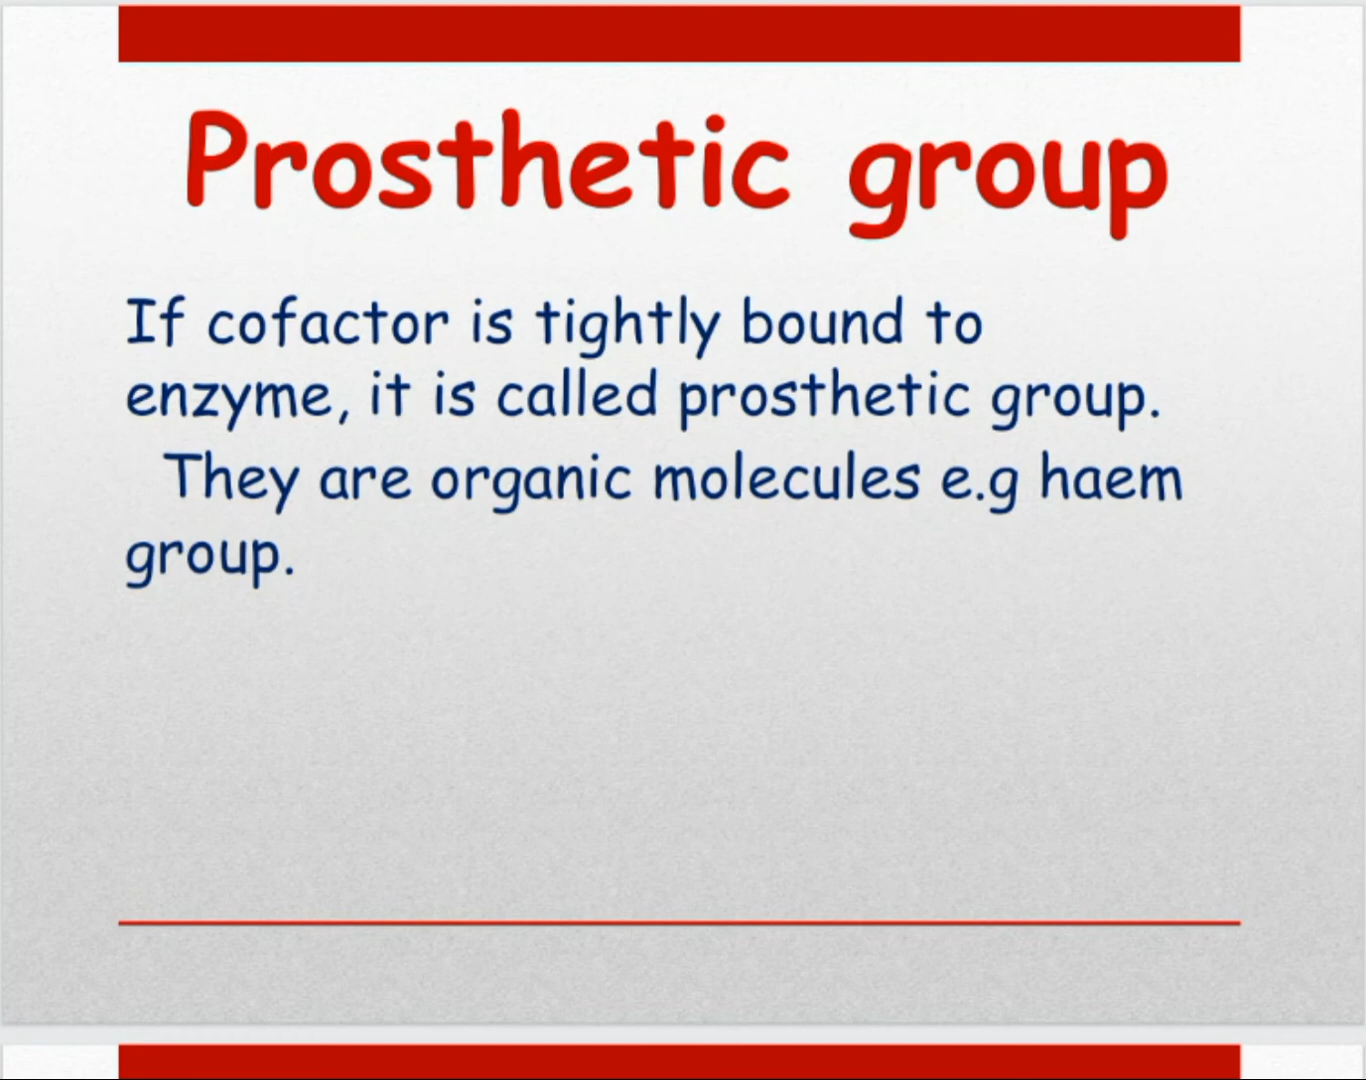 Prosthetic group
If cofactor is tightly bound to
enzyme, it is called prosthetic group.
They are organic molecules e.g haem
group.